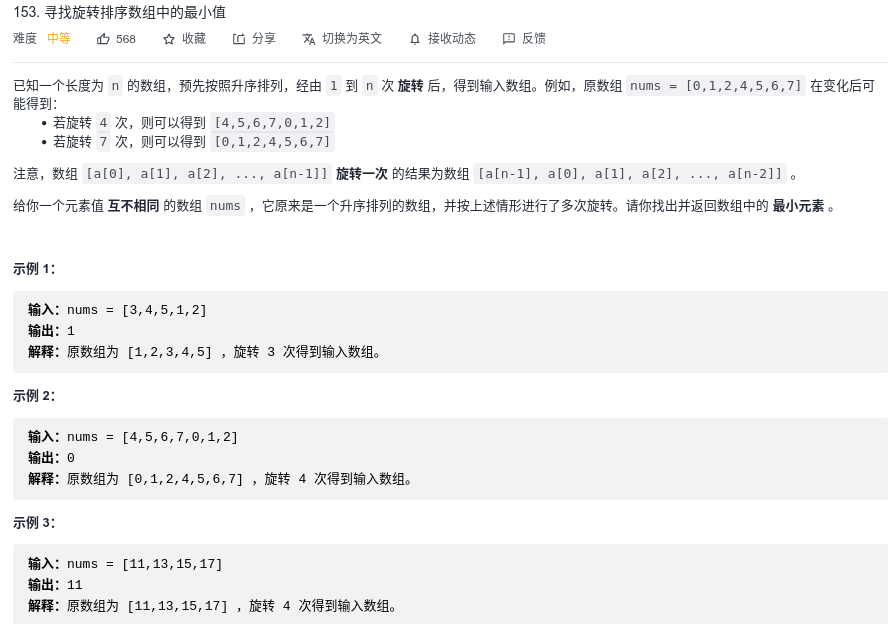 153. 寻找旋转排序数组中的最小值
难度 中等 568 收藏 分享 切换为英文 接收动态 反馈
已知一个长度为 n 的数组，预先按照升序排列，经由 1 到 n 次 旋转 后，得到输入数组。例如，原数组 nums = [0,1,2,4,5,6,7] 在变化后可
能得到：
• 若旋转 4 次，则可以得到 [4,5,6,7,0,1,2]
• 若旋转 7 次，则可以得到 [0,1,2,4,5,6,7]
注意，数组 [a[0], a[1], a[2], ..., a[n-1]] 旋转一次 的结果为数组 [a[n-1], a[0], a[1], a[2], ..., a[n-2]] 。
给你一个元素值 互不相同 的数组 nums ，它原来是一个升序排列的数组，并按上述情形进行了多次旋转。请你找出并返回数组中的 最小元素 。
示例 1：
输入：nums = [3,4,5,1,2]
输出：1
解释：原数组为 [1,2,3,4,5] ，旋转 3 次得到输入数组。
示例 2：
输入：nums = [4,5,6,7,0,1,2]
输出：0
解释：原数组为 [0,1,2,4,5,6,7] ，旋转 4 次得到输入数组。
示例 3：
输入：nums = [11,13,15,17]
输出：11
解释：原数组为 [11,13,15,17] ，旋转 4 次得到输入数组。